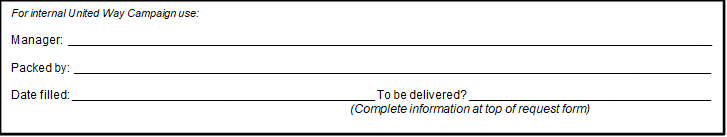 For internal United Way Campaign use:
Manager:
Packed by:
Date filled: To be delivered?
(Complete information at top of request form)